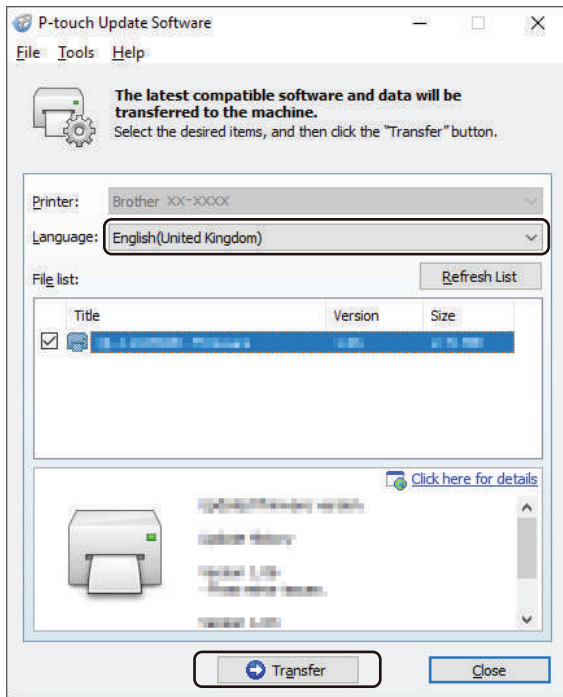 P-touch Update Software
File Tools Help
The latest compatible software and data will be
transferred to the machine.
Select the desired items, and then click the "Transfer" button.
Printer: Brother XX-XXXX
Language: English(United Kingdom)
File list: Refresh List
Title Version Size
Click here for details
Transfer Close